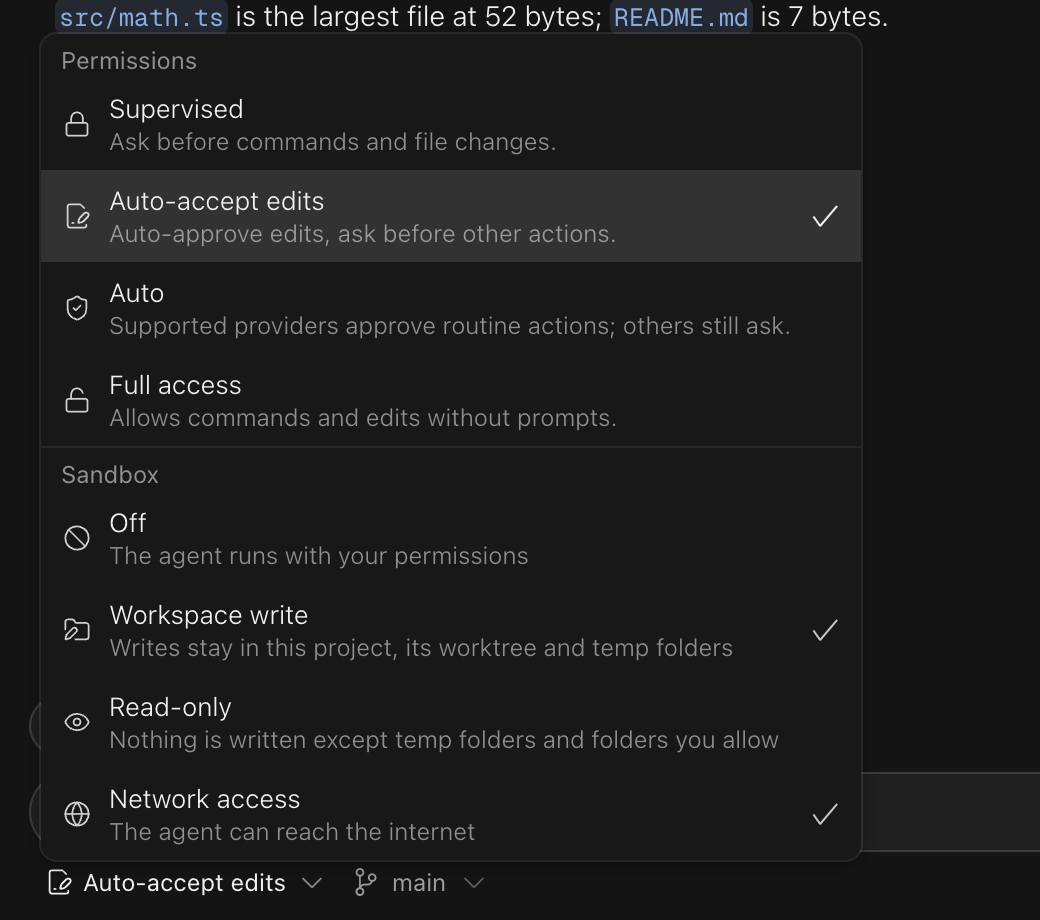 src/math.ts is the largest file at 52 bytes; README.md is 7 bytes.
Permissions
Supervised
Ask before commands and file changes.
Auto-accept edits
Auto-approve edits, ask before other actions.
Auto
Supported providers approve routine actions; others still ask.
Full access
Allows commands and edits without prompts.
Sandbox
Off
The agent runs with your permissions
Workspace write
Writes stay in this project, its worktree and temp folders
Read-only
Nothing is written except temp folders and folders you allow
Network access
The agent can reach the internet
Auto-accept edits main